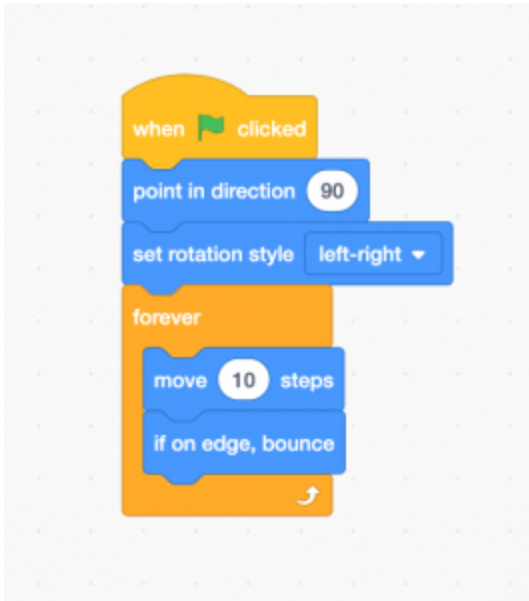 when clicked
point in direction 90
set rotation style left-right
forever
move 10 steps
if on edge, bounce